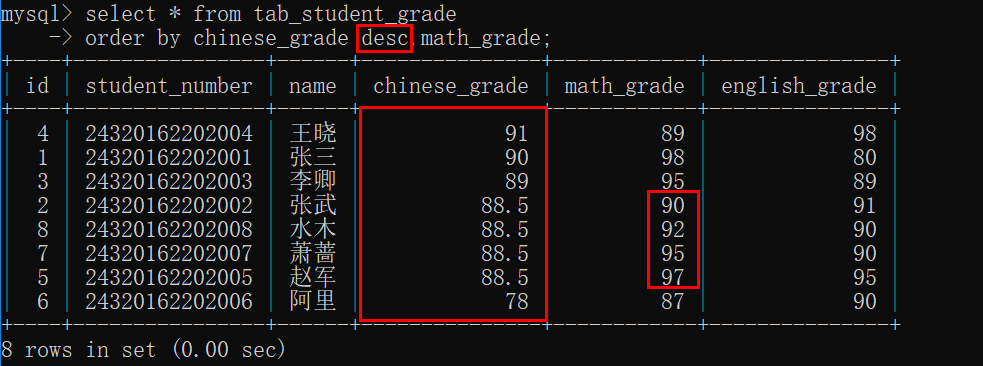 mysql> select * from tab_student_grade
-> order by chinese_grade desc,math_grade;
| id | student_number | name | chinese_grade | math_grade | english_grade |
| 4 | 24320162202004 | 王晓 | 91 | 89 | 98 |
| 1 | 24320162202001 | 张三 | 90 | 98 | 80 |
| 3 | 24320162202003 | 李卿 | 89 | 95 | 89 |
| 2 | 24320162202002 | 张武 | 88.5 | 90 | 91 |
| 8 | 24320162202008 | 水木 | 88.5 | 92 | 90 |
| 7 | 24320162202007 | 萧蔷 | 88.5 | 95 | 90 |
| 5 | 24320162202005 | 赵军 | 88.5 | 97 | 95 |
| 6 | 24320162202006 | 阿里 | 78 | 87 | 90 |
8 rows in set (0.00 sec)